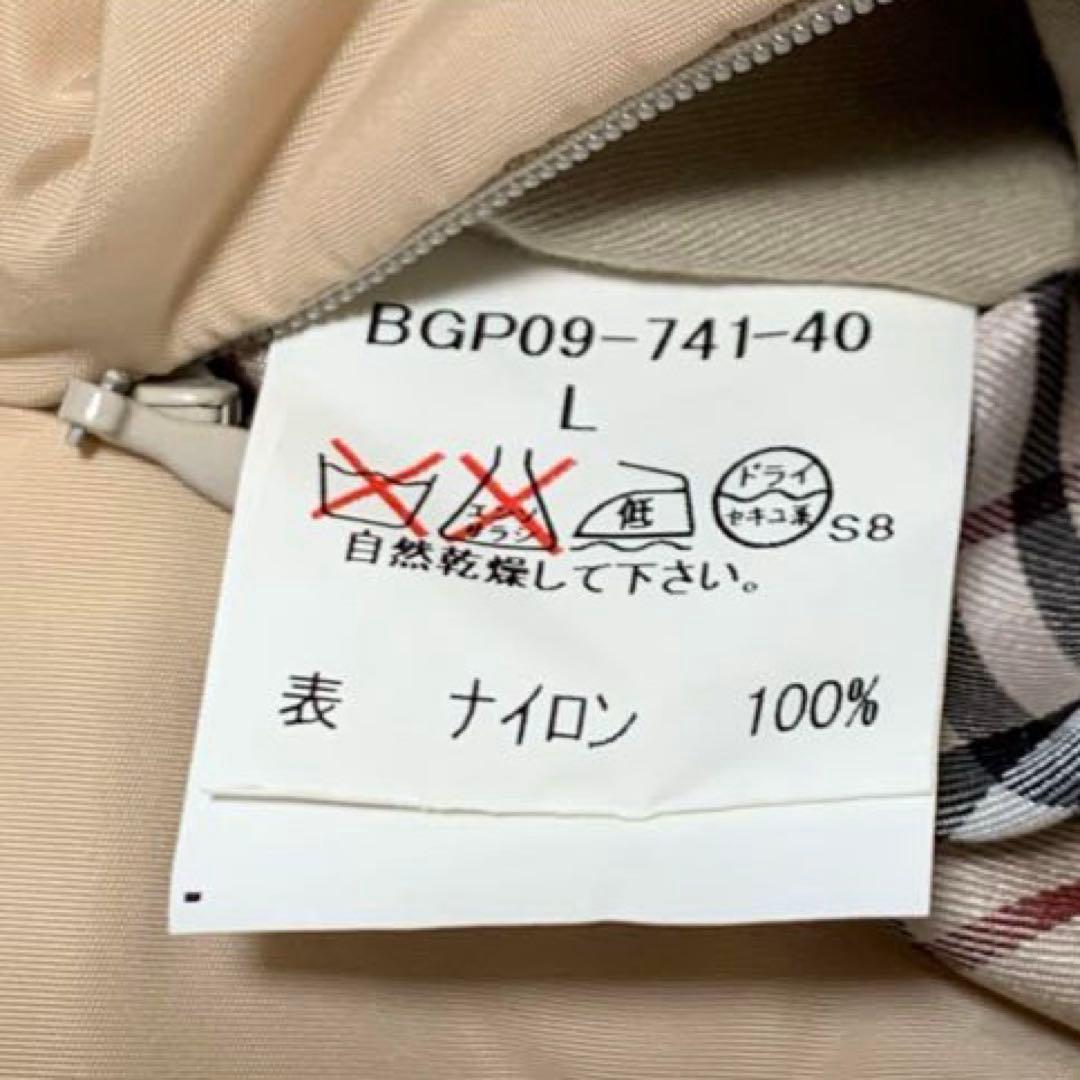 BGP09-741-40
L
エンソ
サラシ
低
ドライ
セキユ系
S8
自然乾燥して下さい。
表 ナイロン 100%